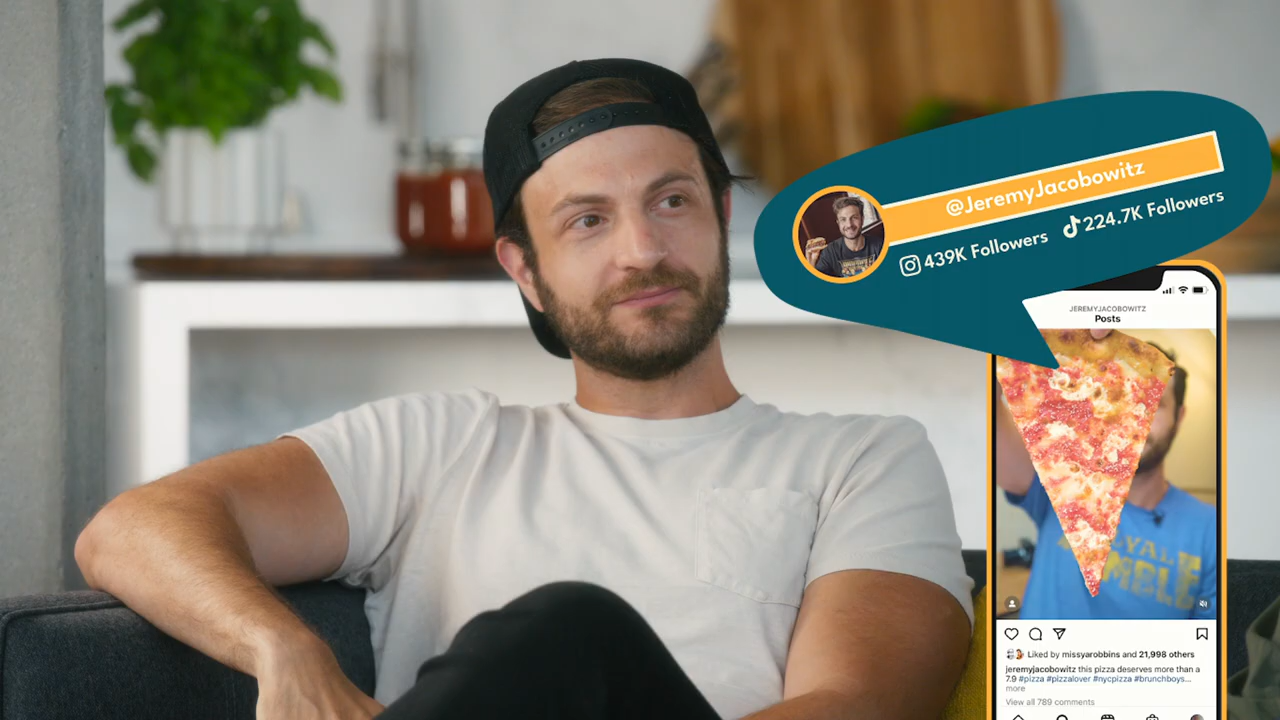 @JeremyJacobowitz
439K Followers
224.7K Followers
JEREMYJACOBOWITZ
Posts
Liked by missyarobbins and 21,998 others
jeremyjacobowitz this pizza deserves more than a
7.9 #pizza #pizzalover #nycpizza #brunchboys...
more
View all 789 comments